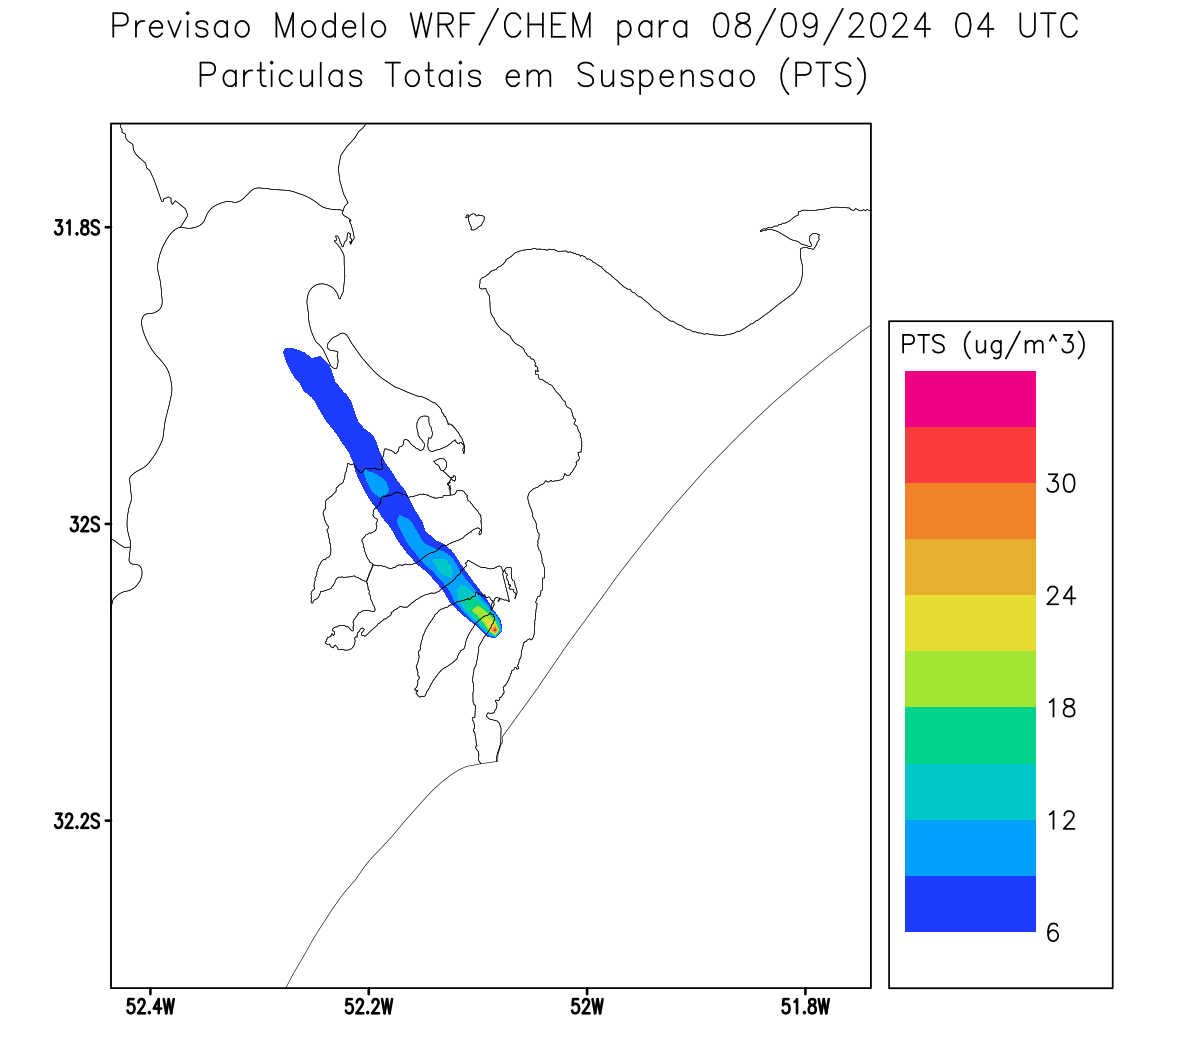 Previsao Modelo WRF/CHEM para 08/09/2024 04 UTC
Particulas Totais em Suspensao (PTS)
31.8S
32S
32.2S
52.4W
52.2W
52W
51.8W
PTS (ug/m^3)
30
24
18
12
6